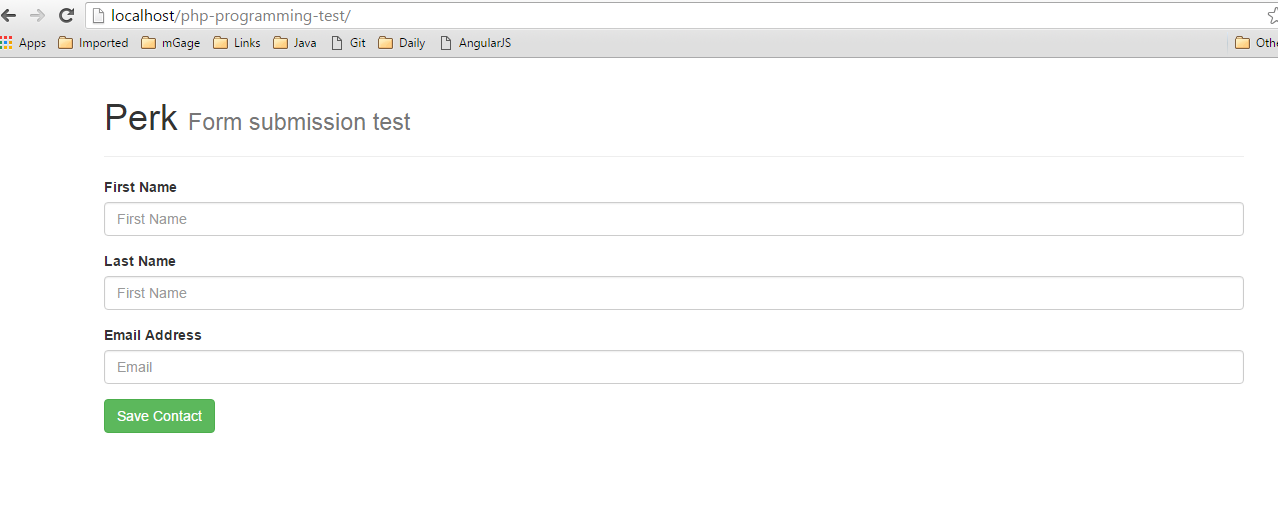 localhost/php-programming-test/
Apps Imported mGage Links Java Git Daily AngularJS Othe
Perk Form submission test
First Name
First Name
Last Name
First Name
Email Address
Email
Save Contact